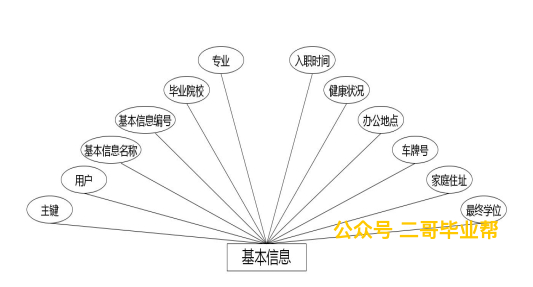 专业
入职时间
毕业院校
健康状况
基本信息编号
办公地点
基本信息名称
车牌号
用户
家庭住址
主键
最终学位
公众号 二哥毕业帮
基本信息